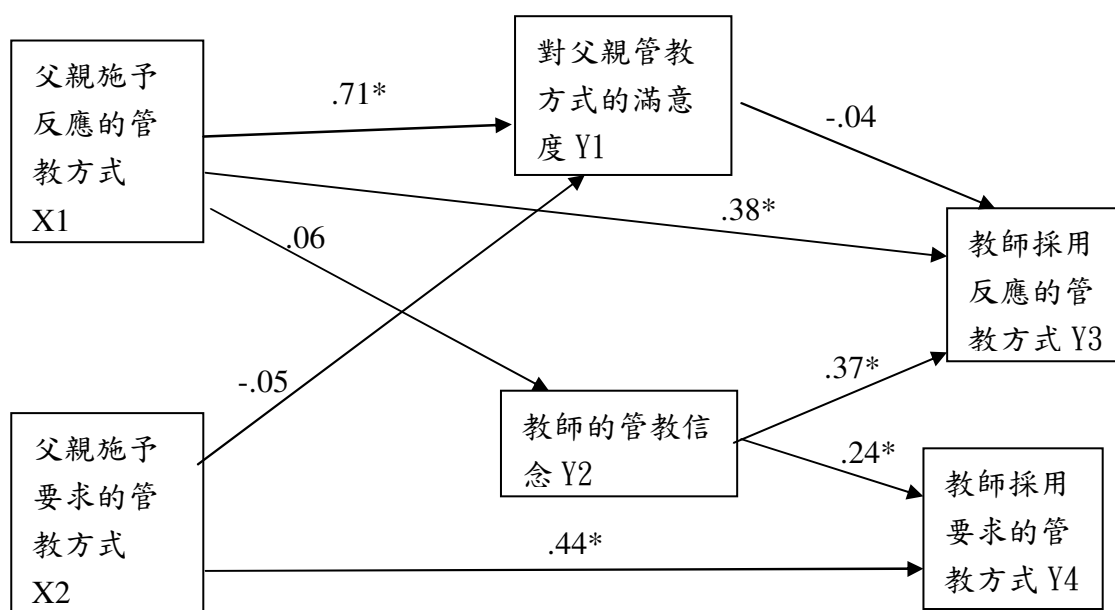 父親施予
反應的管
教方式
X1
.71*
對父親管教
方式的滿意
度 Y1
-.04
.38*
.06
教師採用
反應的管
教方式 Y3
-.05
.37*
父親施予
要求的管
教方式
X2
教師的管教信
念 Y2
.24*
教師採用
要求的管
教方式 Y4
.44*